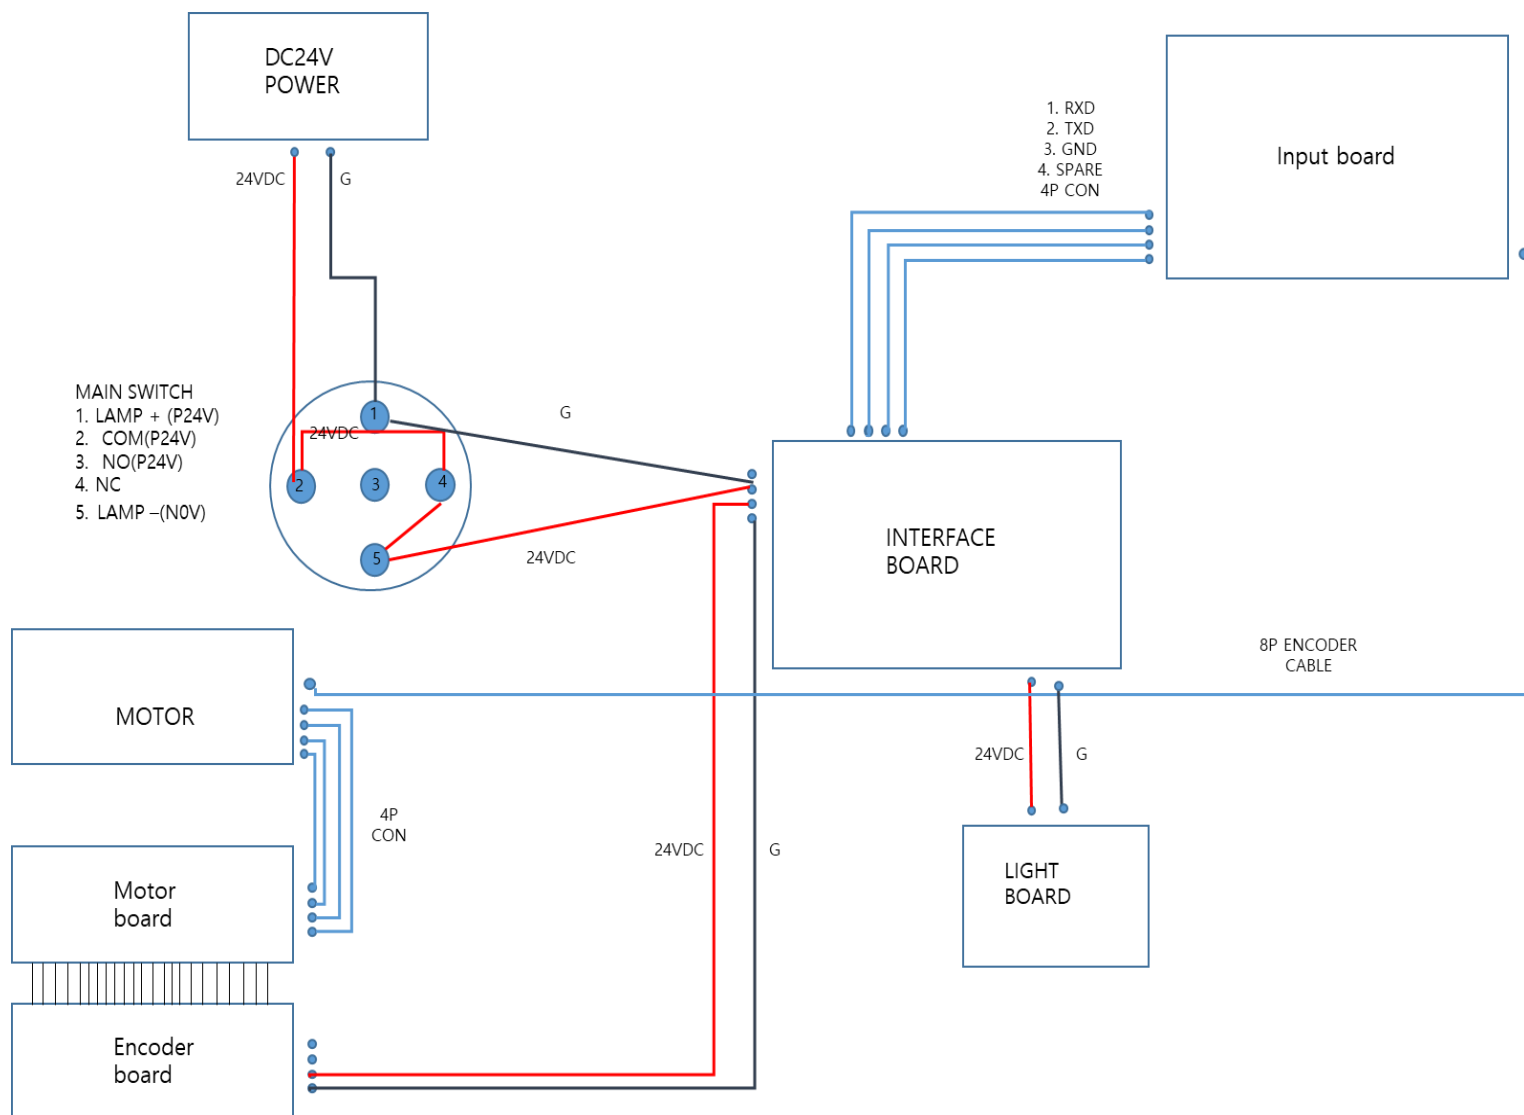 DC24V
POWER
24VDC
G
1. RXD
2. TXD
3. GND
4. SPARE
4P CON
Input board
MAIN SWITCH
1. LAMP + (P24V)
2. COM(P24V)
3. NO(P24V)
4. NC
5. LAMP –(N0V)
1
24VDC
2
3
4
5
G
24VDC
INTERFACE
BOARD
8P ENCODER
CABLE
MOTOR
24VDC
G
4P
CON
24VDC
G
LIGHT
BOARD
Motor
board
Encoder
board